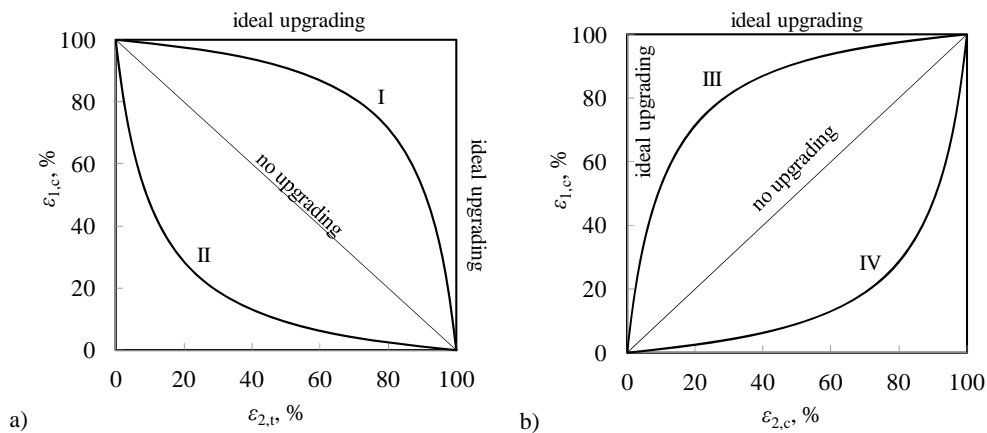 ideal upgrading
100
80
60
40
20
0
ε1,c, %
I
II
no upgrading
ideal upgrading
0 20 40 60 80 100
ε2,t, %
a)
ideal upgrading
100
80
60
40
20
0
ε1,c, %
ideal upgrading
III
no upgrading
IV
0 20 40 60 80 100
ε2,c, %
b)